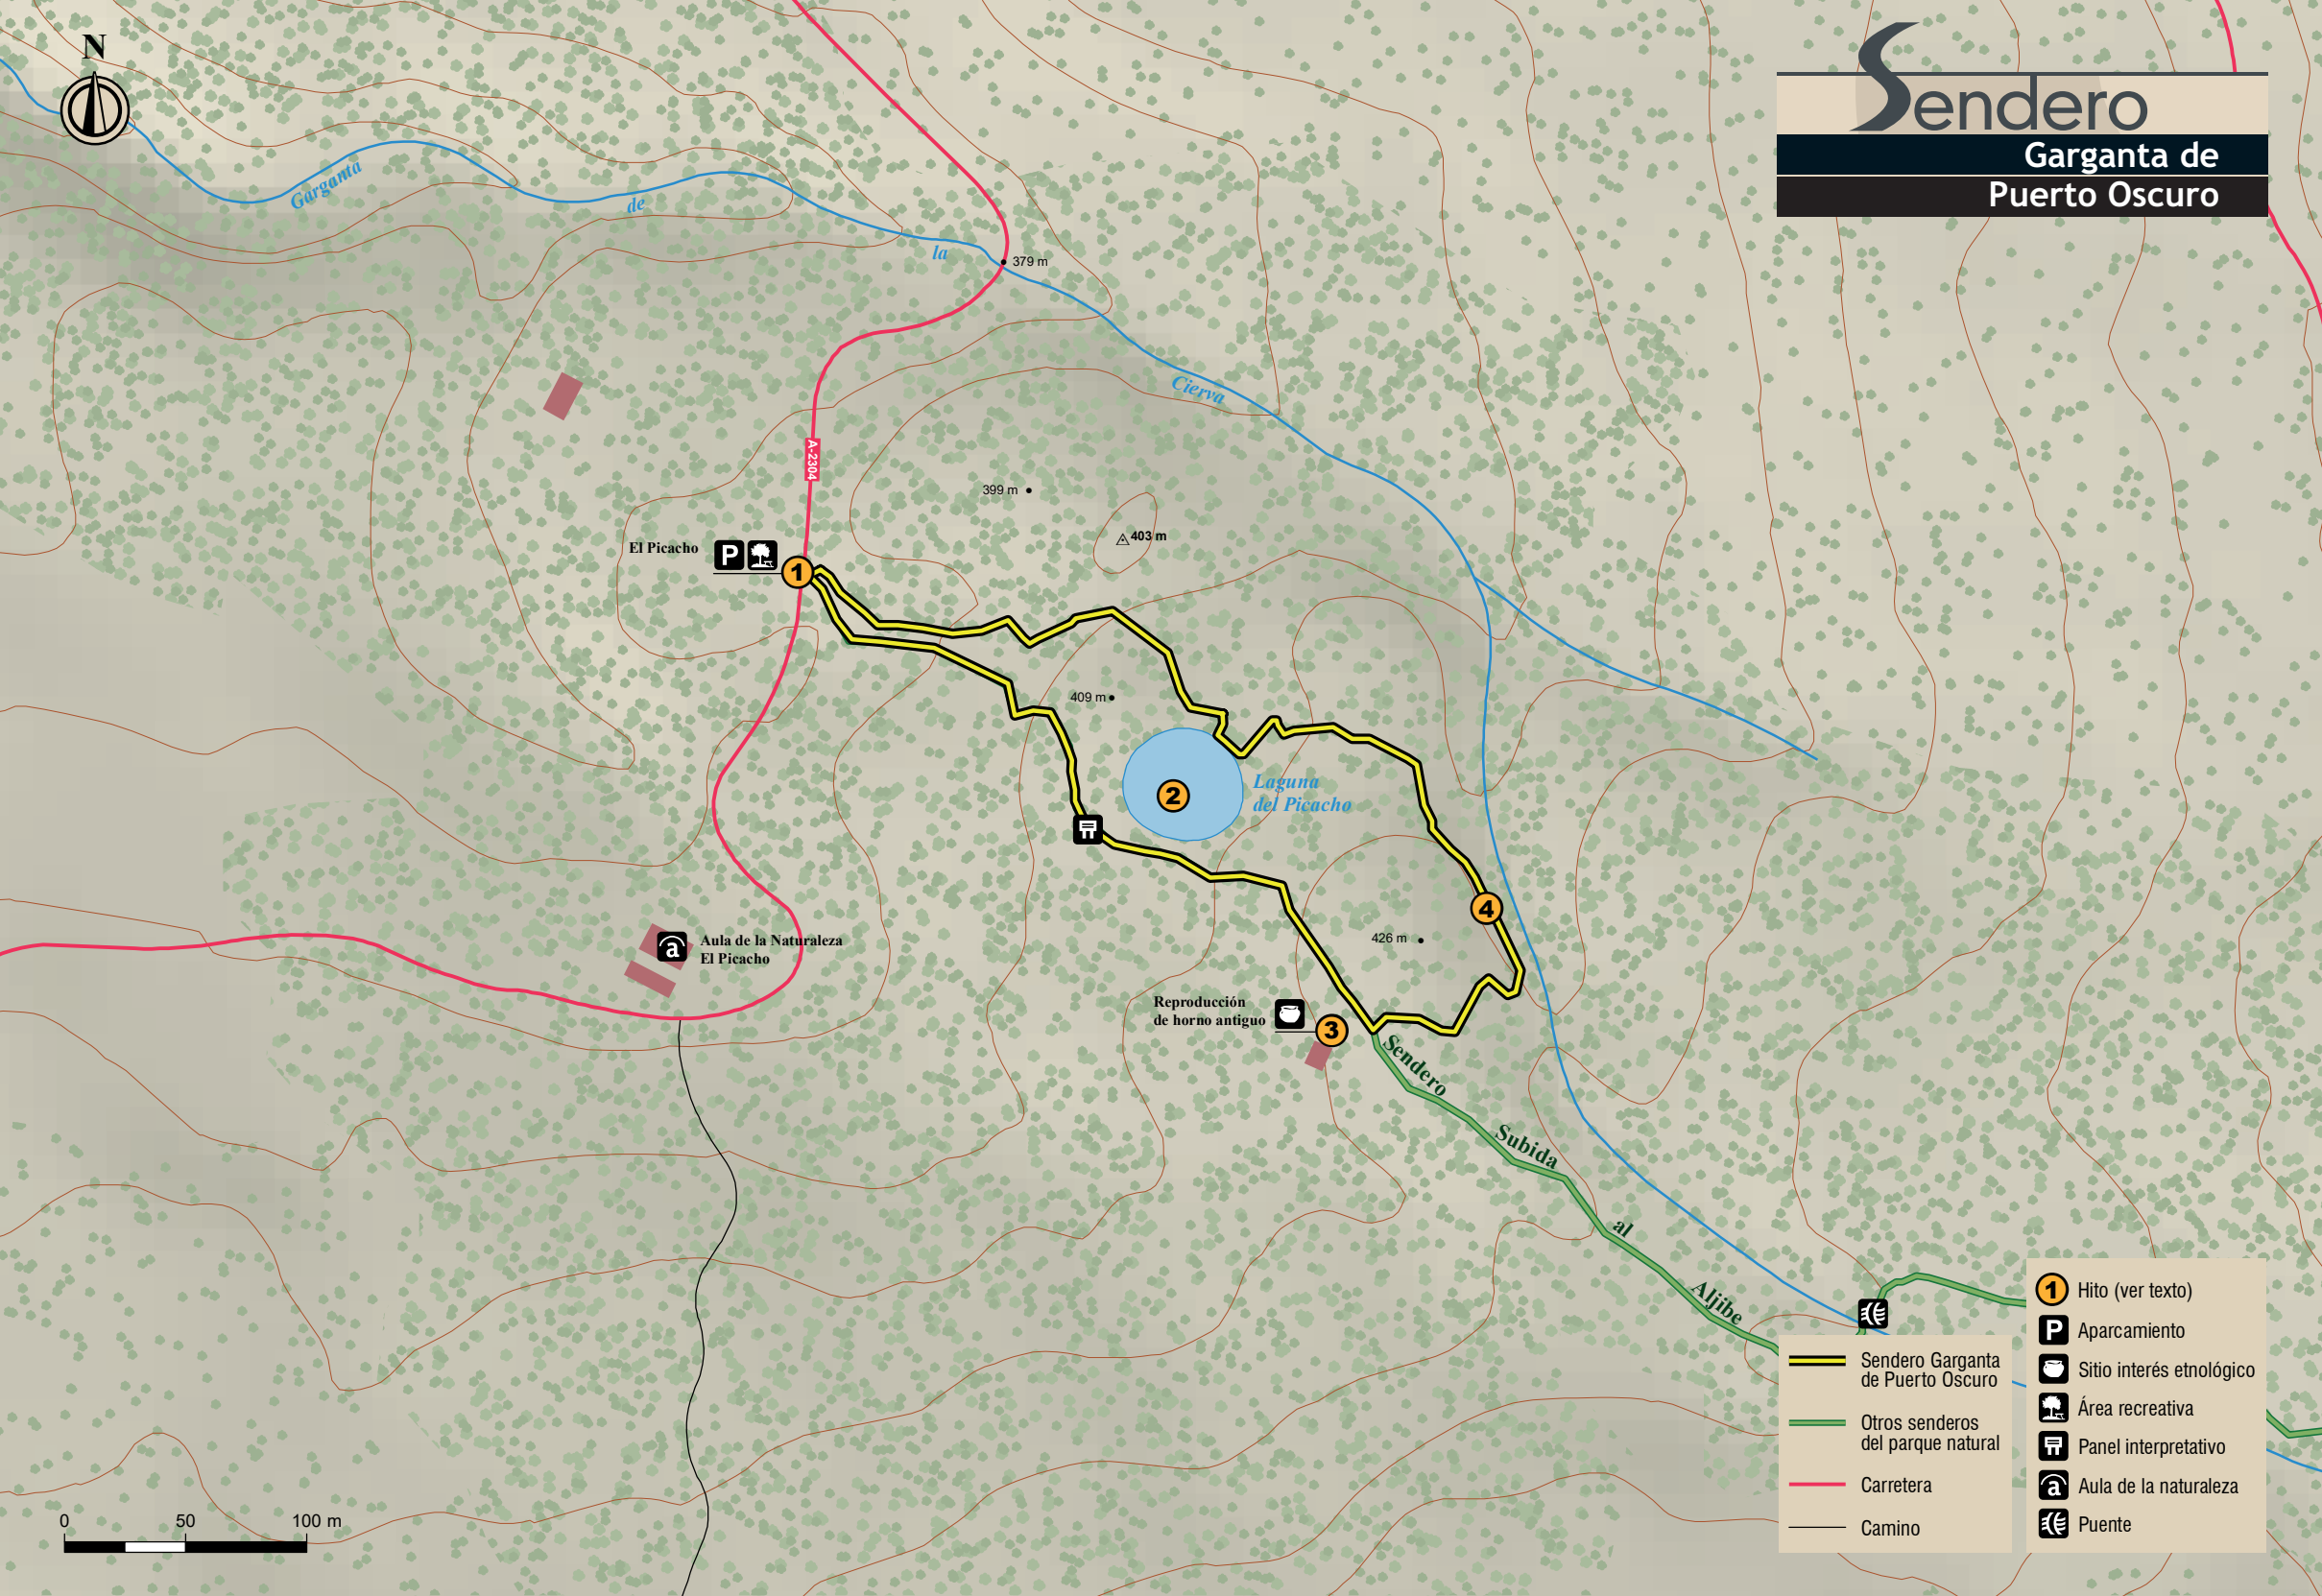 N
Sendero
Garganta de
Puerto Oscuro
Garganta
de
la
379 m
Cierva
A-2304
399 m
403 m
El Picacho
P
1
409 m
2
Laguna
del Picacho
4
426 m
a
Aula de la Naturaleza
El Picacho
Reproducción
de horno antiguo
3
Sendero
Subida
al
Aljibe
1 Hito (ver texto)
P Aparcamiento
Sitio interés etnológico
Área recreativa
Panel interpretativo
a Aula de la naturaleza
Puente
Sendero Garganta
de Puerto Oscuro
Otros senderos
del parque natural
Carretera
Camino
0 50 100 m